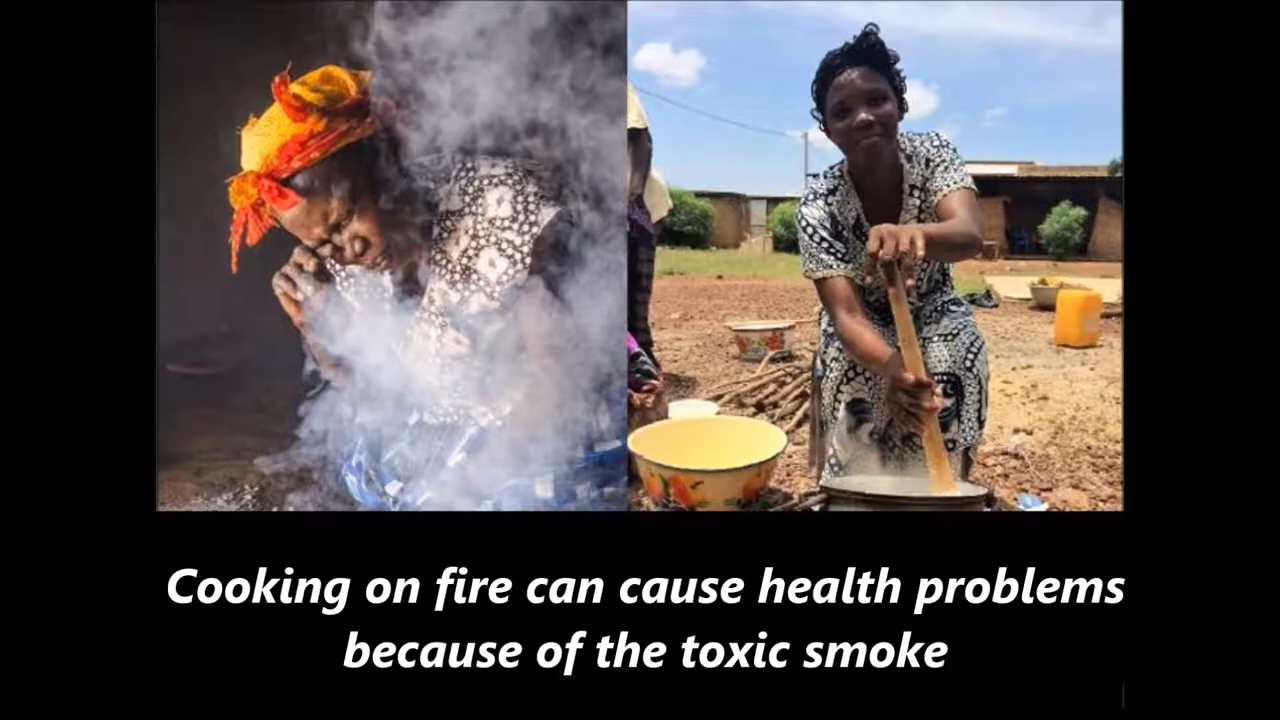 Cooking on fire can cause health problems
because of the toxic smoke